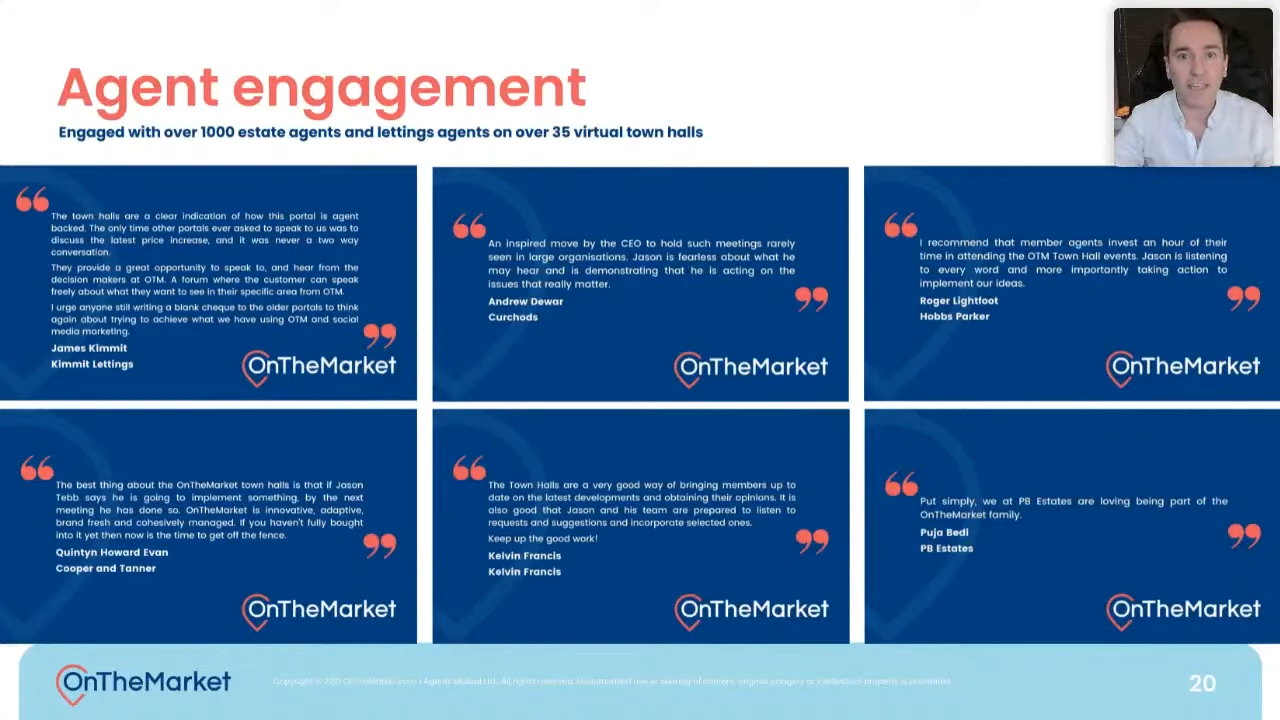 Agent engagement
Engaged with over 1000 estate agents and lettings agents on over 35 virtual town halls
The town halls are a clear indication of how this portal is agent
backed. The only time other portals ever asked to speak to us was to
discuss the latest price increase, and it was never a two way
conversation.
They provide a great opportunity to speak to, and hear from the
decision makers at OTM. A forum where the customer can speak
freely about what they want to see in their specific area from OTM.
I urge anyone still writing a blank cheque to the older portals to think
again about trying to achieve what we have using OTM and social
media marketing.
James Kimmit
Kimmit Lettings
OnTheMarket
An inspired move by the CEO to hold such meetings rarely
seen in large organisations. Jason is fearless about what he
may hear and is demonstrating that he is acting on the
issues that really matter.
Andrew Dewar
Curchods
OnTheMarket
I recommend that member agents invest an hour of their
time in attending the OTM Town Hall events. Jason is listening
to every word and more importantly taking action to
implement our ideas.
Roger Lightfoot
Hobbs Parker
OnTheMarket
The best thing about the OnTheMarket town halls is that if Jason
Tebb says he is going to implement something, by the next
meeting he has done so. OnTheMarket is innovative, adaptive,
brand fresh and cohesively managed. If you haven't fully bought
into it yet then now is the time to get off the fence.
Quintyn Howard Evan
Cooper and Tanner
OnTheMarket
The Town Halls are a very good way of bringing members up to
date on the latest developments and obtaining their opinions. It is
also good that Jason and his team are prepared to listen to
requests and suggestions and incorporate selected ones.
Keep up the good work!
Kelvin Francis
Kelvin Francis
OnTheMarket
Put simply, we at PB Estates are loving being part of the
OnTheMarket family.
Puja Bedi
PB Estates
OnTheMarket
OnTheMarket
Copyright © All rights reserved. property is
20